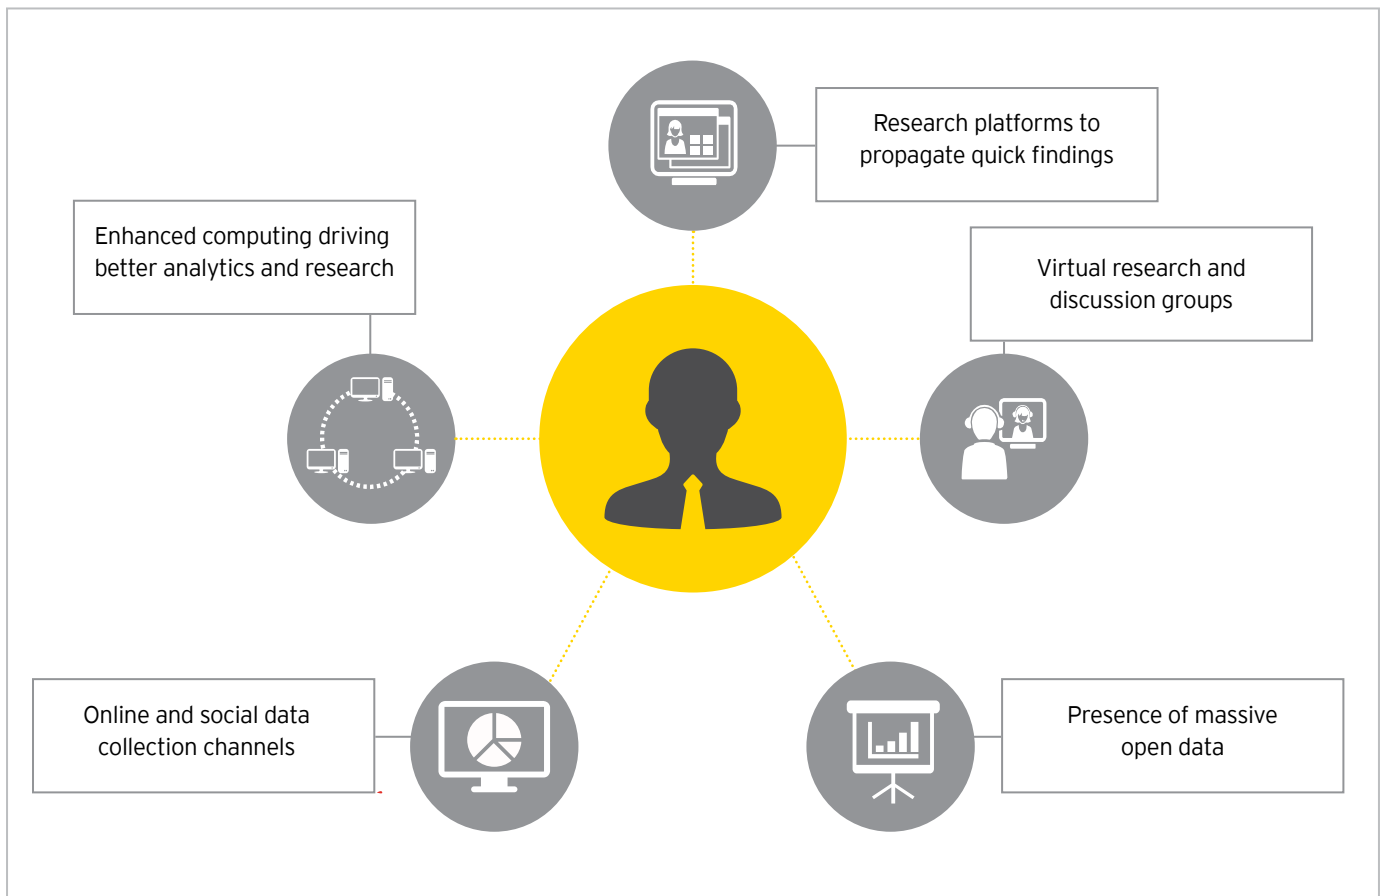 Research platforms to
propagate quick findings
Enhanced computing driving
better analytics and research
Virtual research and
discussion groups
Online and social data
collection channels
Presence of massive
open data